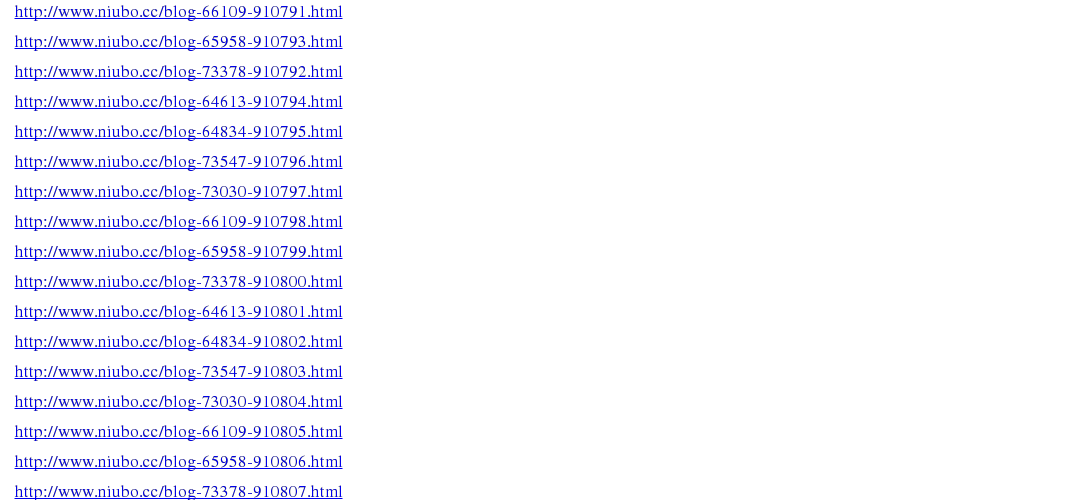 http://www.niubo.cc/blog-66109-910791.html
http://www.niubo.cc/blog-65958-910793.html
http://www.niubo.cc/blog-73378-910792.html
http://www.niubo.cc/blog-64613-910794.html
http://www.niubo.cc/blog-64834-910795.html
http://www.niubo.cc/blog-73547-910796.html
http://www.niubo.cc/blog-73030-910797.html
http://www.niubo.cc/blog-66109-910798.html
http://www.niubo.cc/blog-65958-910799.html
http://www.niubo.cc/blog-73378-910800.html
http://www.niubo.cc/blog-64613-910801.html
http://www.niubo.cc/blog-64834-910802.html
http://www.niubo.cc/blog-73547-910803.html
http://www.niubo.cc/blog-73030-910804.html
http://www.niubo.cc/blog-66109-910805.html
http://www.niubo.cc/blog-65958-910806.html
http://www.niubo.cc/blog-73378-910807.html